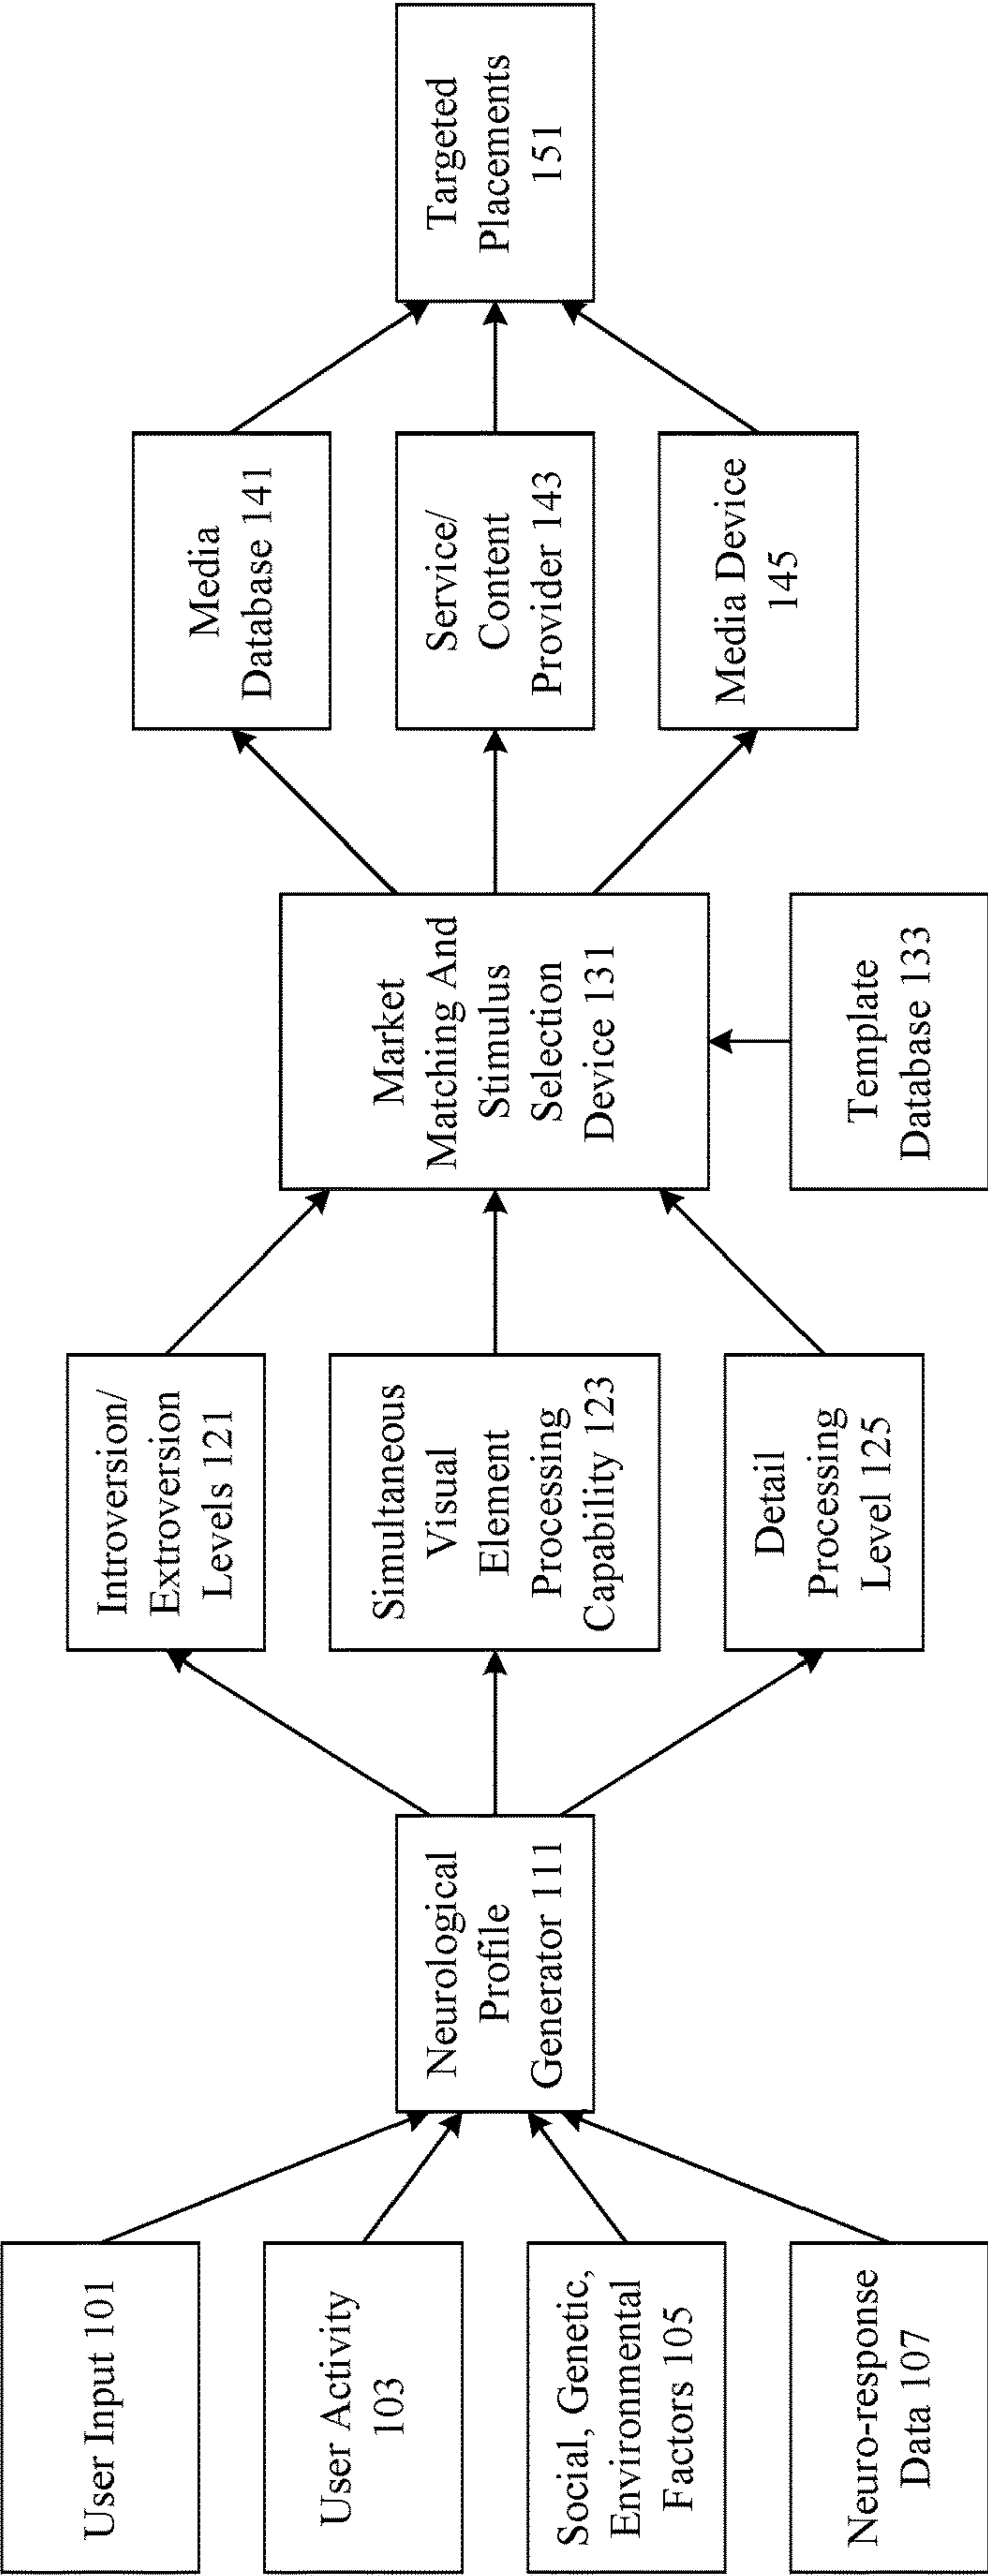 User Input 101
User Activity
103
Social, Genetic,
Environmental
Factors 105
Neuro-response
Data 107
Neurological
Profile
Generator 111
Introversion/
Extroversion
Levels 121
Simultaneous
Visual
Element
Processing
Capability 123
Detail
Processing
Level 125
Market
Matching And
Stimulus
Selection
Device 131
Template
Database 133
Media
Database 141
Service/
Content
Provider 143
Media Device
145
Targeted
Placements
151